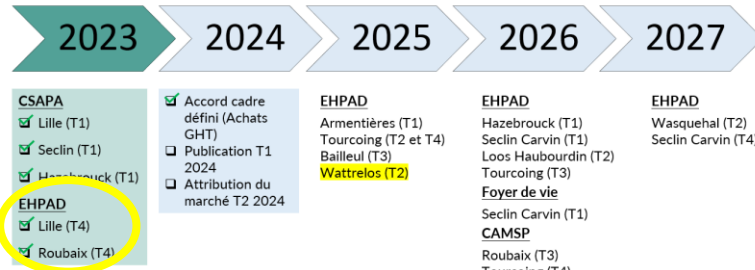 2023
2024
2025
2026
2027
CSAPA
Lille (T1)
Seclin (T1)
Hazebrouck (T1)
EHPAD
Lille (T4)
Roubaix (T4)
Accord cadre
défini (Achats
GHT)
Publication T1
2024
Attribution du
marché T2 2024
EHPAD
Armentières (T1)
Tourcoing (T2 et T4)
Bailleul (T3)
Wattrelos (T2)
EHPAD
Hazebrouck (T1)
Seclin Carvin (T1)
Loos Haubourdin (T2)
Tourcoing (T3)
Foyer de vie
Seclin Carvin (T1)
CAMSP
Roubaix (T3)
Tourcoing (T4)
EHPAD
Wasquehal (T2)
Seclin Carvin (T4)